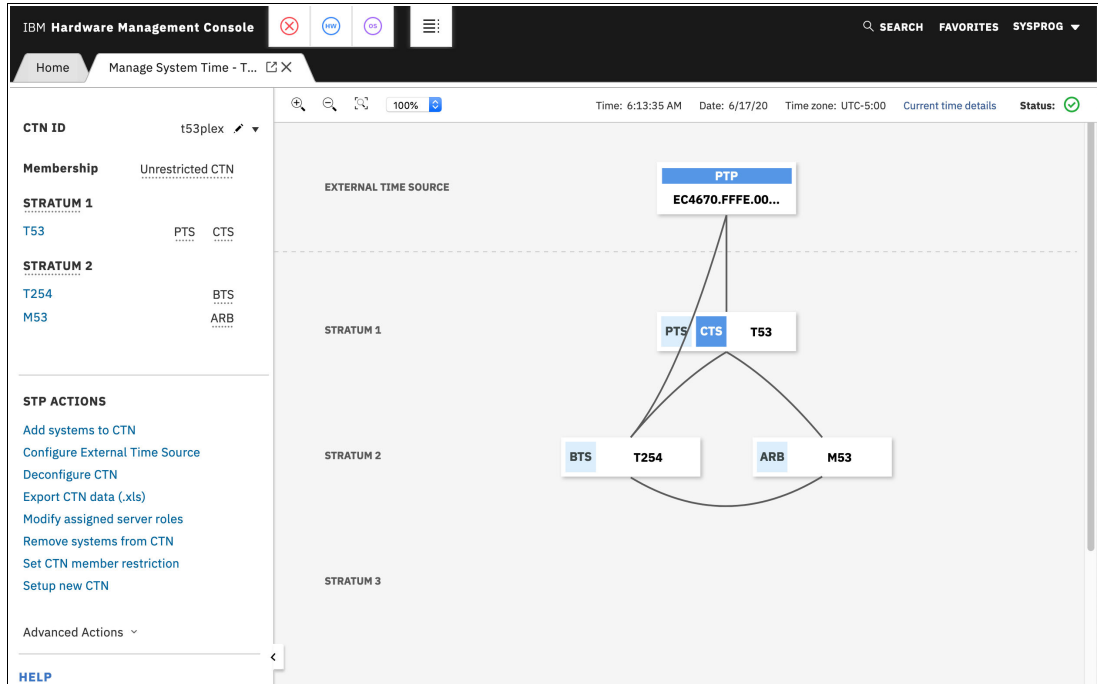 IBM Hardware Management Console
HW
OS
SEARCH FAVORITES SYSPROG
Home
Manage System Time - T...
100%
Time: 6:13:35 AM Date: 6/17/20 Time zone: UTC-5:00 Current time details Status:
CTN ID t53plex
Membership Unrestricted CTN
STRATUM 1
T53 PTS CTS
STRATUM 2
T254 BTS
M53 ARB
STP ACTIONS
Add systems to CTN
Configure External Time Source
Deconfigure CTN
Export CTN data (.xls)
Modify assigned server roles
Remove systems from CTN
Set CTN member restriction
Setup new CTN
Advanced Actions
HELP
EXTERNAL TIME SOURCE
PTP
EC4670.FFFE.00...
STRATUM 1
PTS CTS T53
STRATUM 2
BTS T254
ARB M53
STRATUM 3